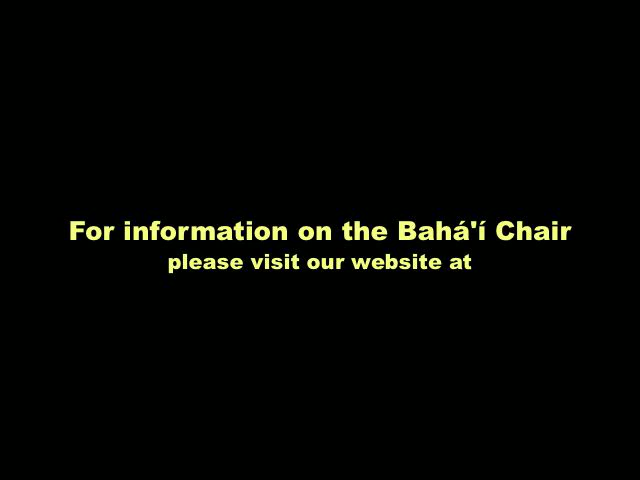 For information on the Bahá'í Chair
please visit our website at